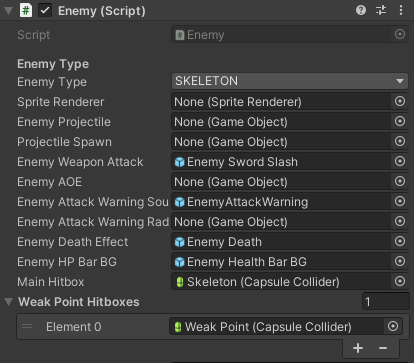 Enemy (Script)
Script Enemy
Enemy Type
Enemy Type SKELETON
Sprite Renderer None (Sprite Renderer)
Enemy Projectile None (Game Object)
Projectile Spawn None (Game Object)
Enemy Weapon Attack Enemy Sword Slash
Enemy AOE None (Game Object)
Enemy Attack Warning Sou EnemyAttackWarning
Enemy Attack Warning Rad None (Game Object)
Enemy Death Effect Enemy Death
Enemy HP Bar BG Enemy Health Bar BG
Main Hitbox Skeleton (Capsule Collider)
Weak Point Hitboxes 1
Element 0 Weak Point (Capsule Collider)